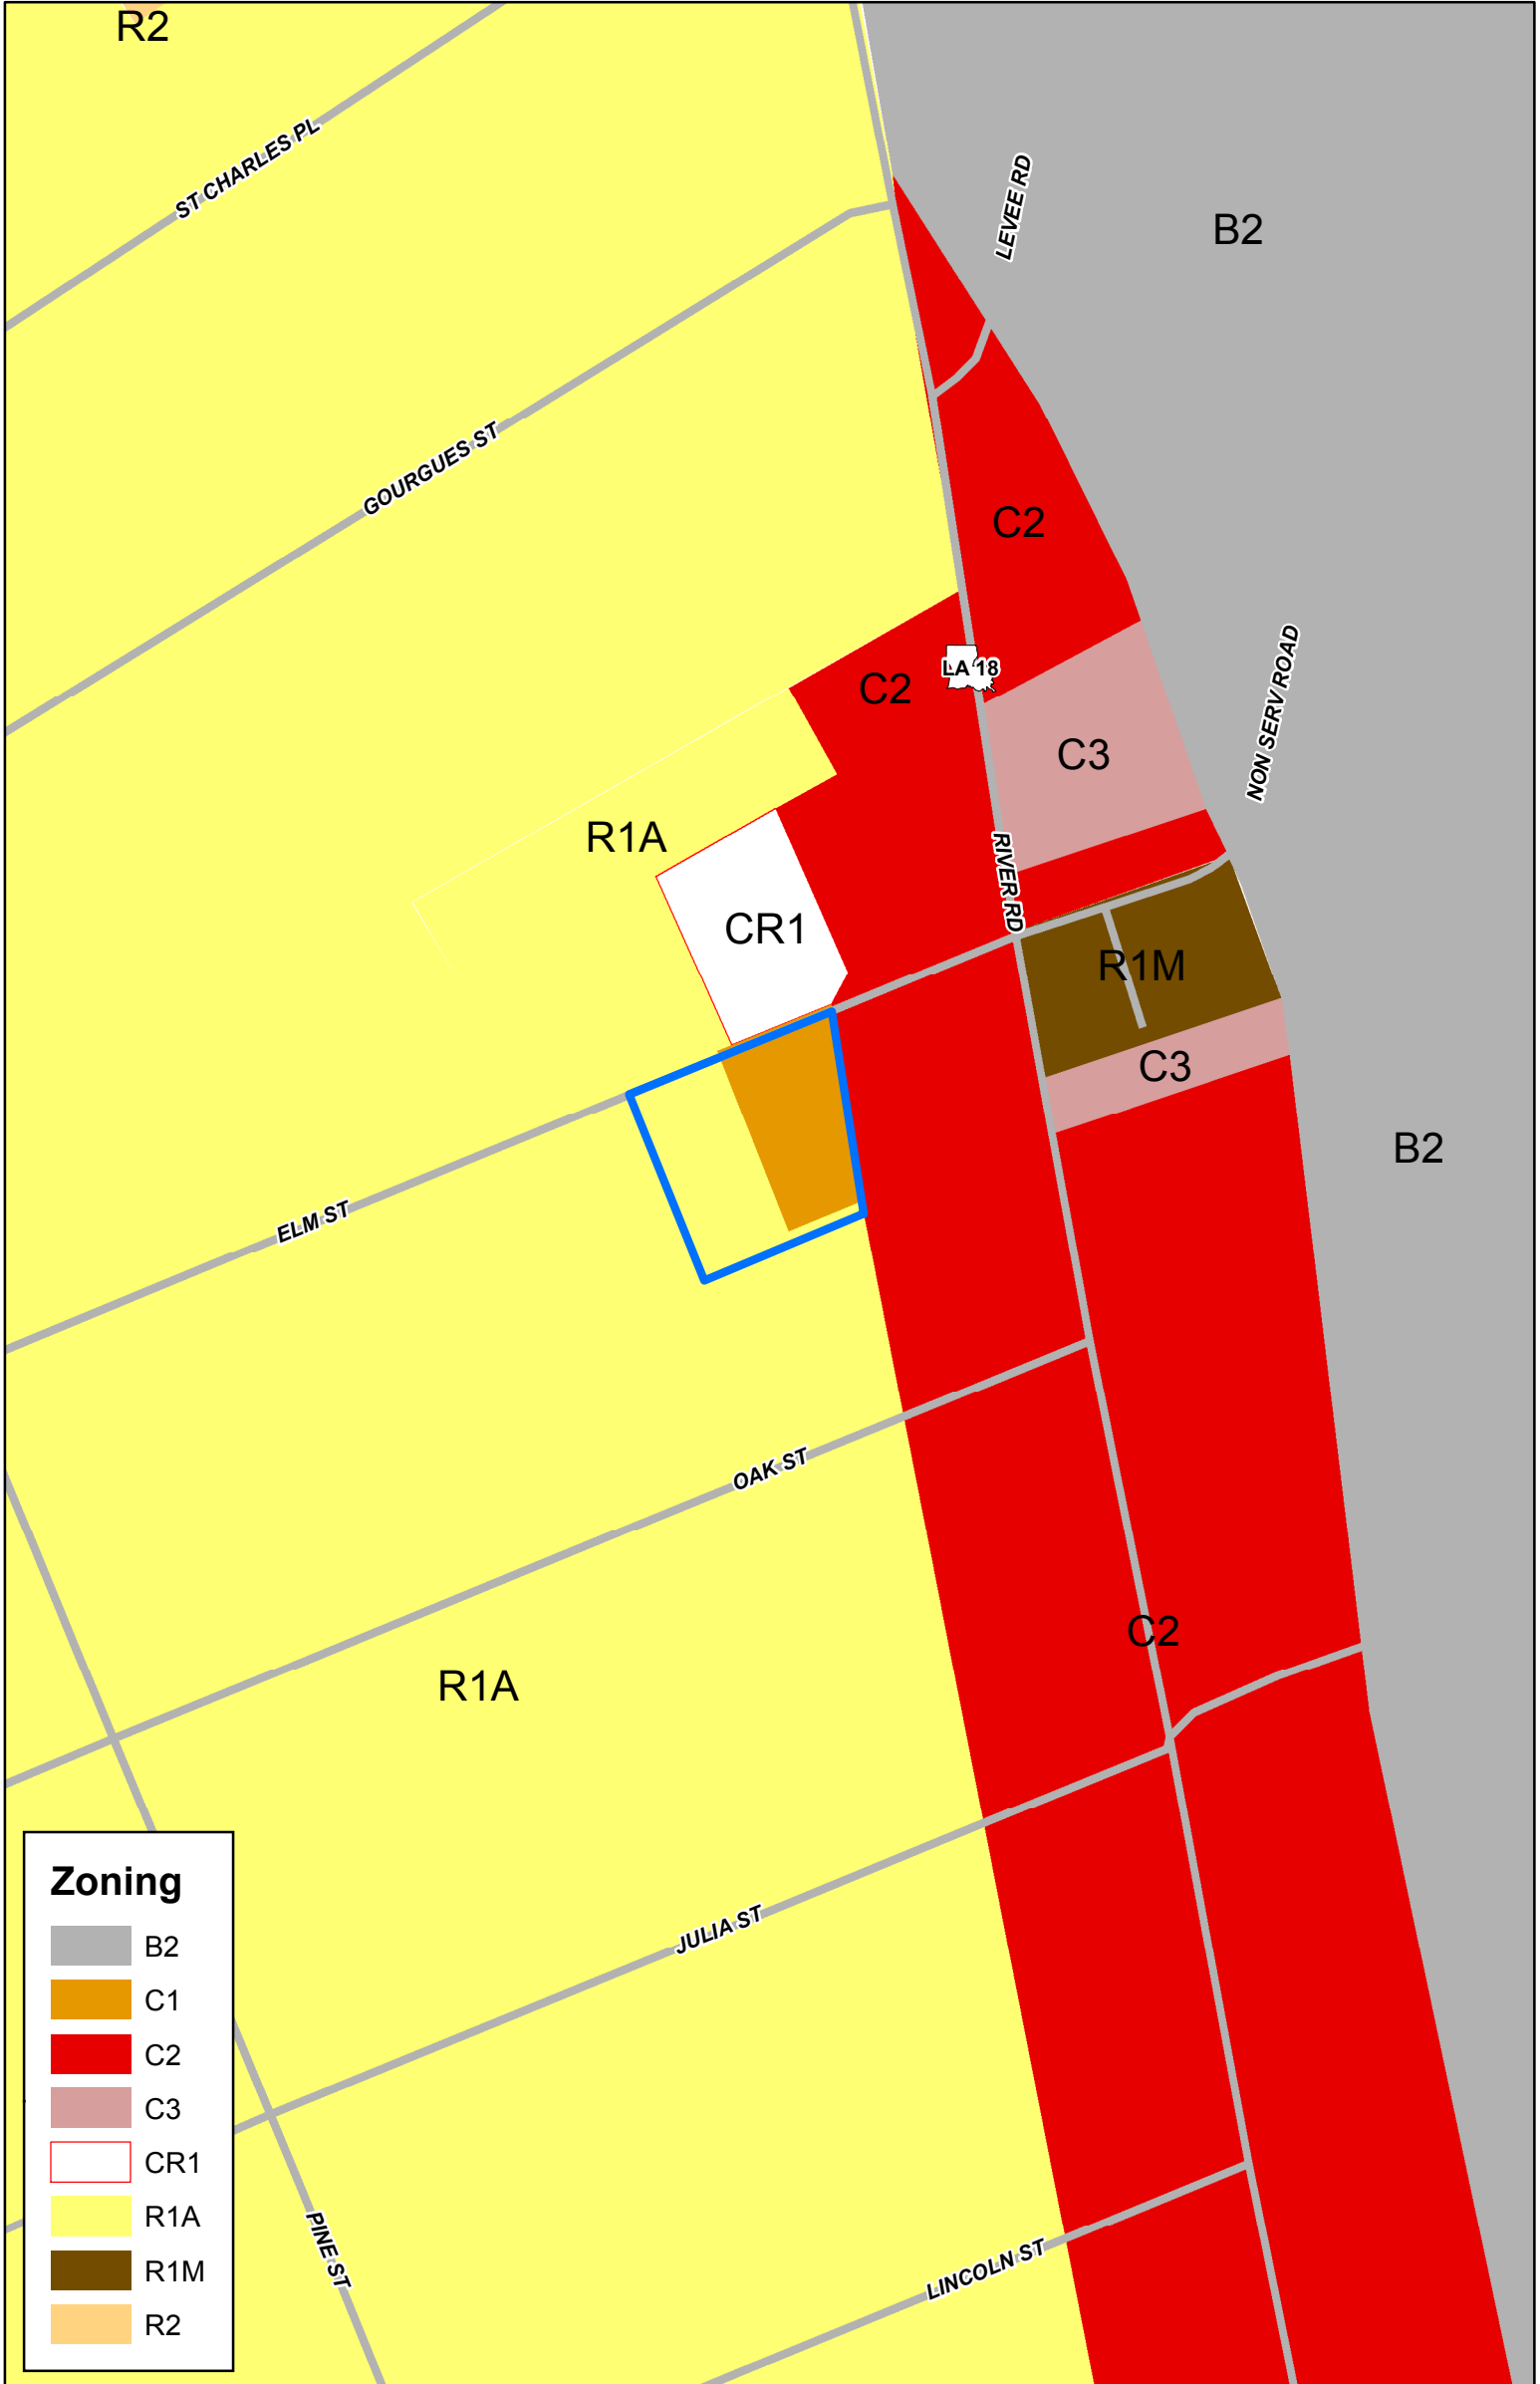 R2
ST CHARLES PL
LEVEE RD
B2
GOURGUES ST
C2
NON SERV ROAD
LA 18
C2
C3
R1A
RIVER RD
CR1
R1M
C3
B2
ELM ST
OAK ST
C2
R1A
JULIA ST
PINE ST
LINCOLN ST
Zoning
B2
C1
C2
C3
CR1
R1A
R1M
R2